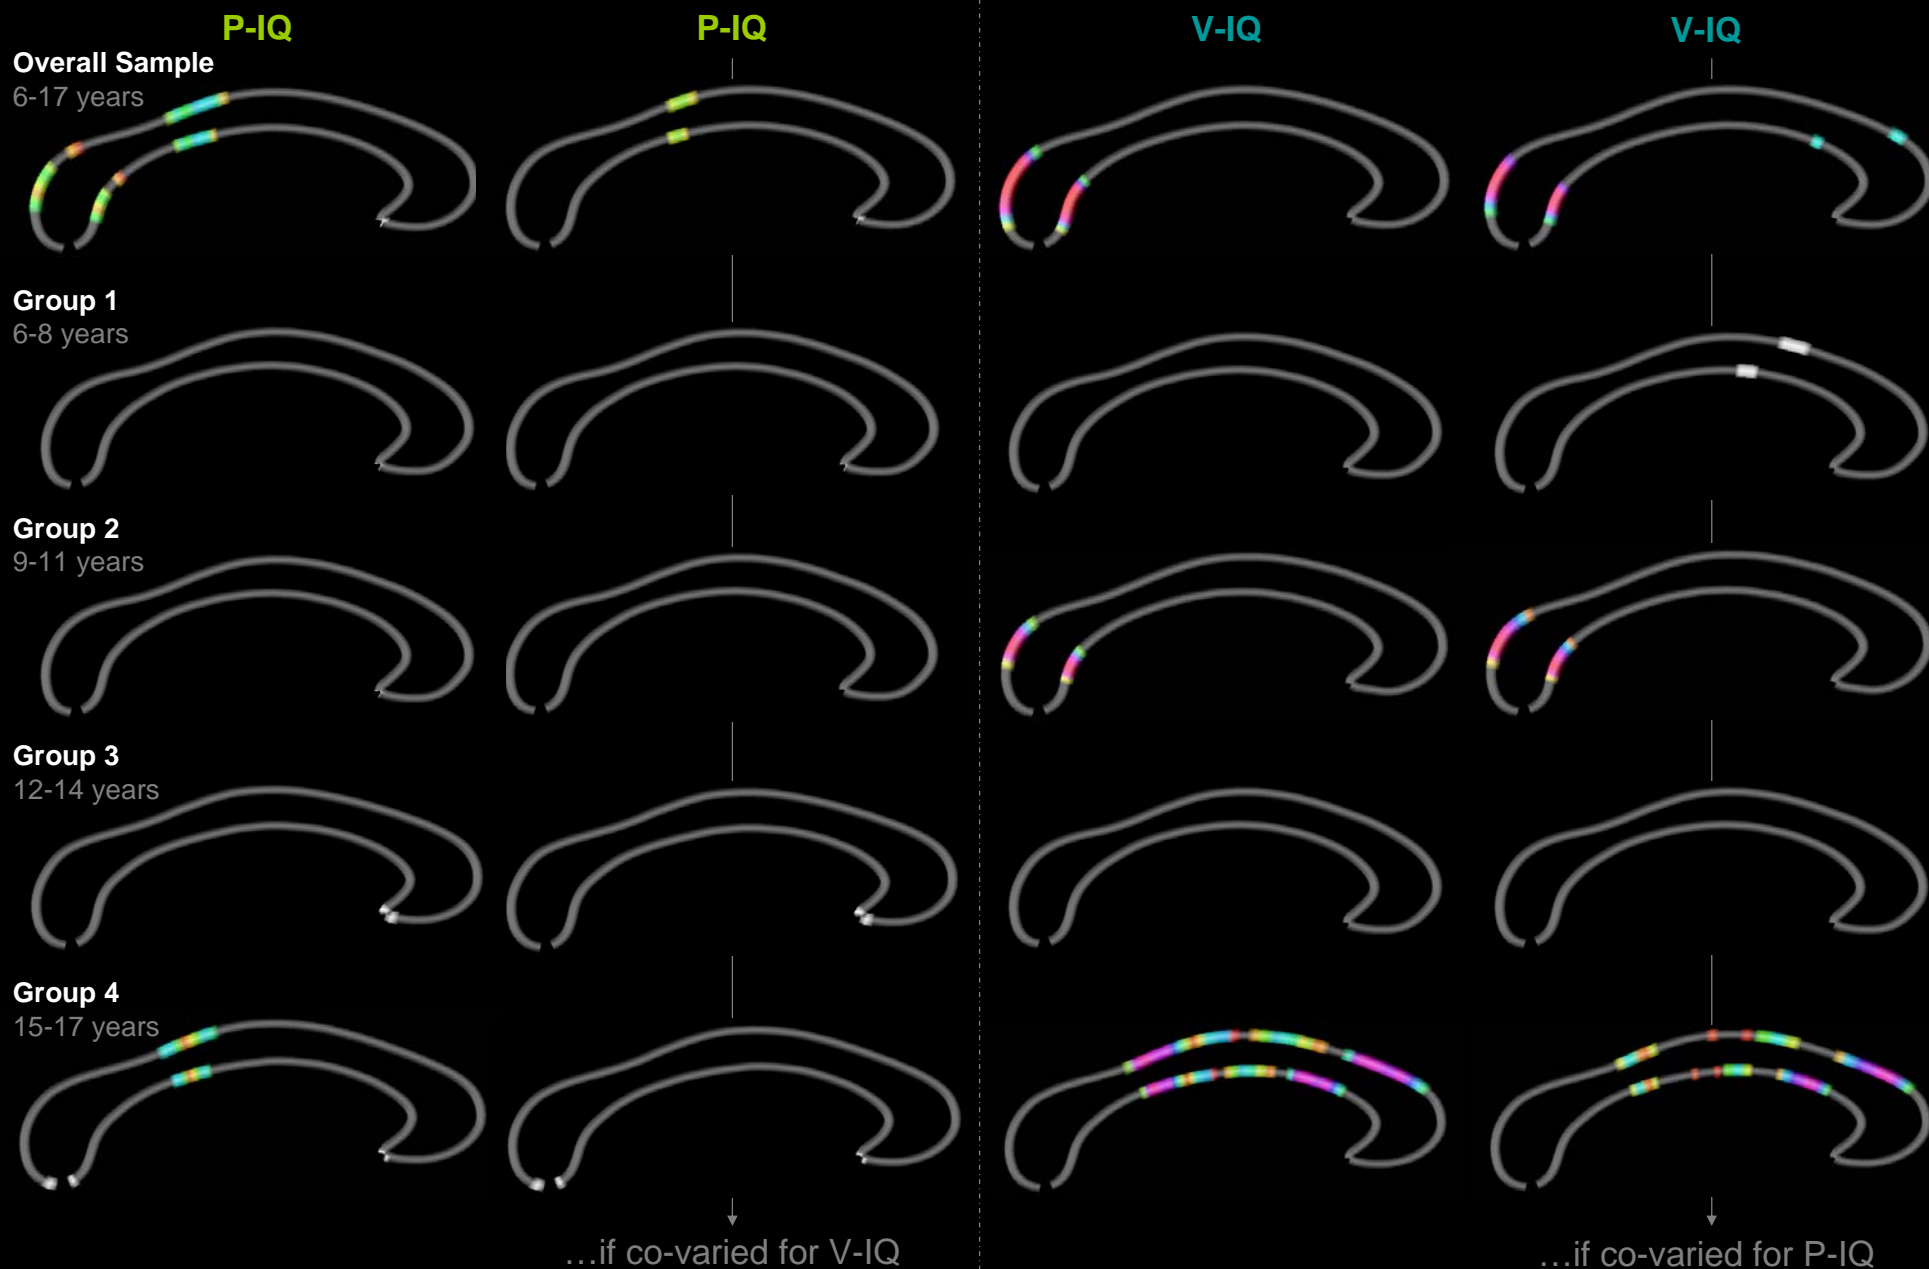 P-IQ
P-IQ
V-IQ
V-IQ
Overall Sample
6-17 years
Group 1
6-8 years
Group 2
9-11 years
Group 3
12-14 years
Group 4
15-17 years
…if co-varied for V-IQ
…if co-varied for P-IQ